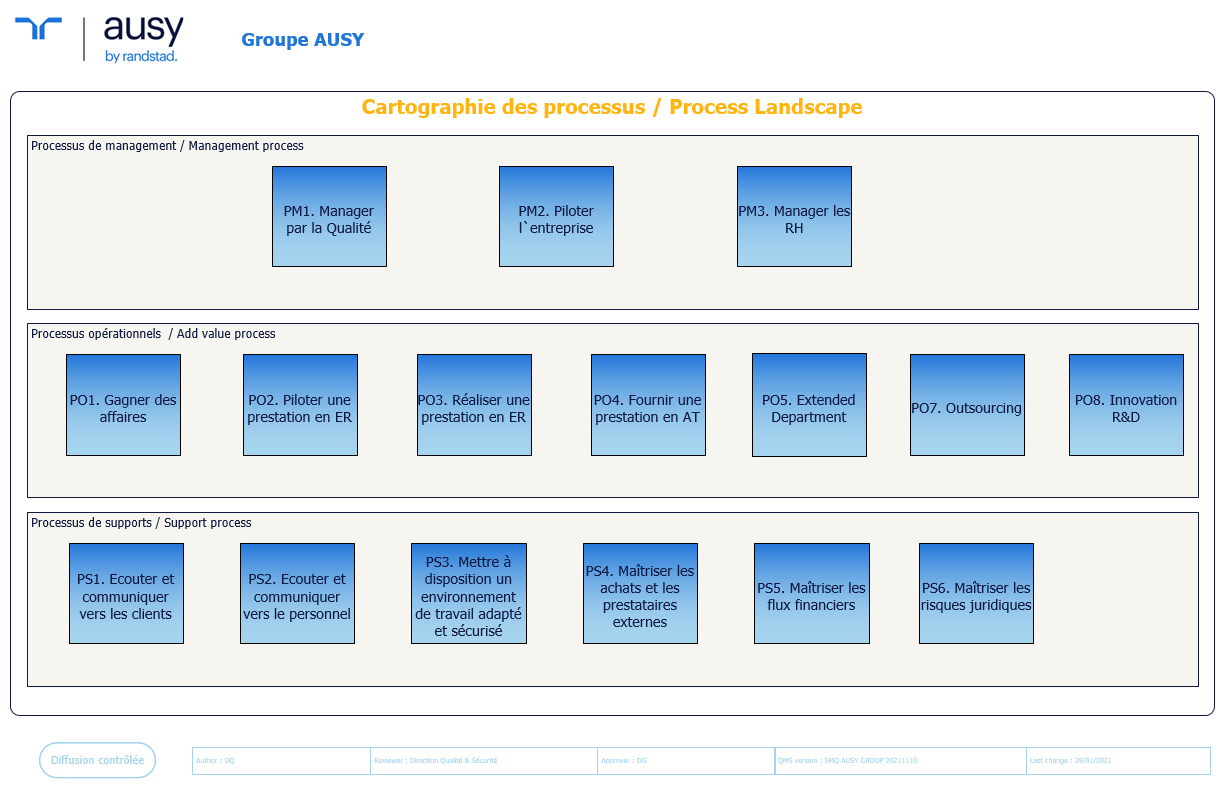 ausy
by randstad.
Groupe AUSY
Cartographie des processus / Process Landscape
Processus de management / Management process
PM1. Manager
par la Qualité
PM2. Piloter
l`entreprise
PM3. Manager les
RH
Processus opérationnels  / Add value process
PO1. Gagner des
affaires
PO2. Piloter une
prestation en ER
PO3. Réaliser une
prestation en ER
PO4. Fournir une
prestation en AT
PO5. Extended
Department
PO7. Outsourcing
PO8. Innovation
R&D
Processus de supports / Support process
PS1. Ecouter et
communiquer
vers les clients
PS2. Ecouter et
communiquer
vers le personnel
PS3. Mettre à
disposition un
environnement
de travail adapté
et sécurisé
PS4. Maîtriser les
achats et les
prestataires
externes
PS5. Maîtriser les
flux financiers
PS6. Maîtriser les
risques juridiques
Diffusion contrôlée
Author : DQ
Reviewer : Direction Qualité & Sécurité
Approver : DG
QMS version : SMQ AUSY GROUP 20211110
Last change : 29/01/2021